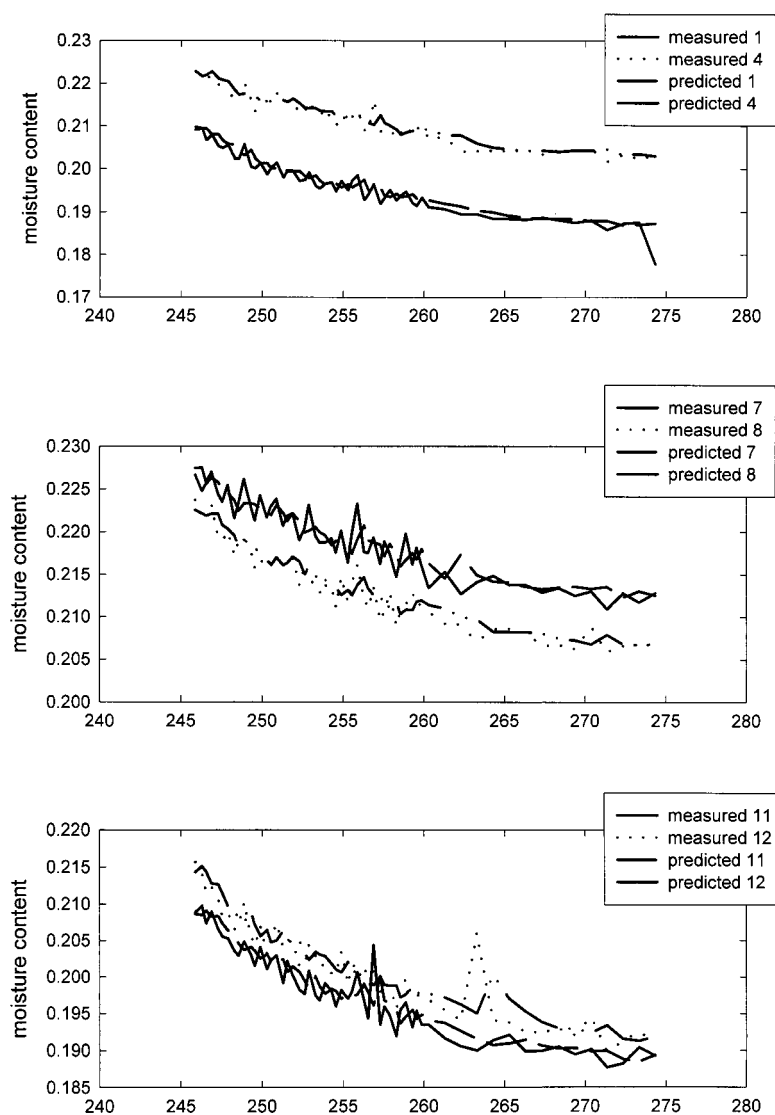 measured 1
measured 4
predicted 1
predicted 4
0.23
0.22
0.21
0.20
0.19
0.18
0.17
moisture content
240 245 250 255 260 265 270 275 280
measured 7
measured 8
predicted 7
predicted 8
0.230
0.225
0.220
0.215
0.210
0.205
0.200
moisture content
240 245 250 255 260 265 270 275 280
measured 11
measured 12
predicted 11
predicted 12
0.220
0.215
0.210
0.205
0.200
0.195
0.190
0.185
moisture content
240 245 250 255 260 265 270 275 280